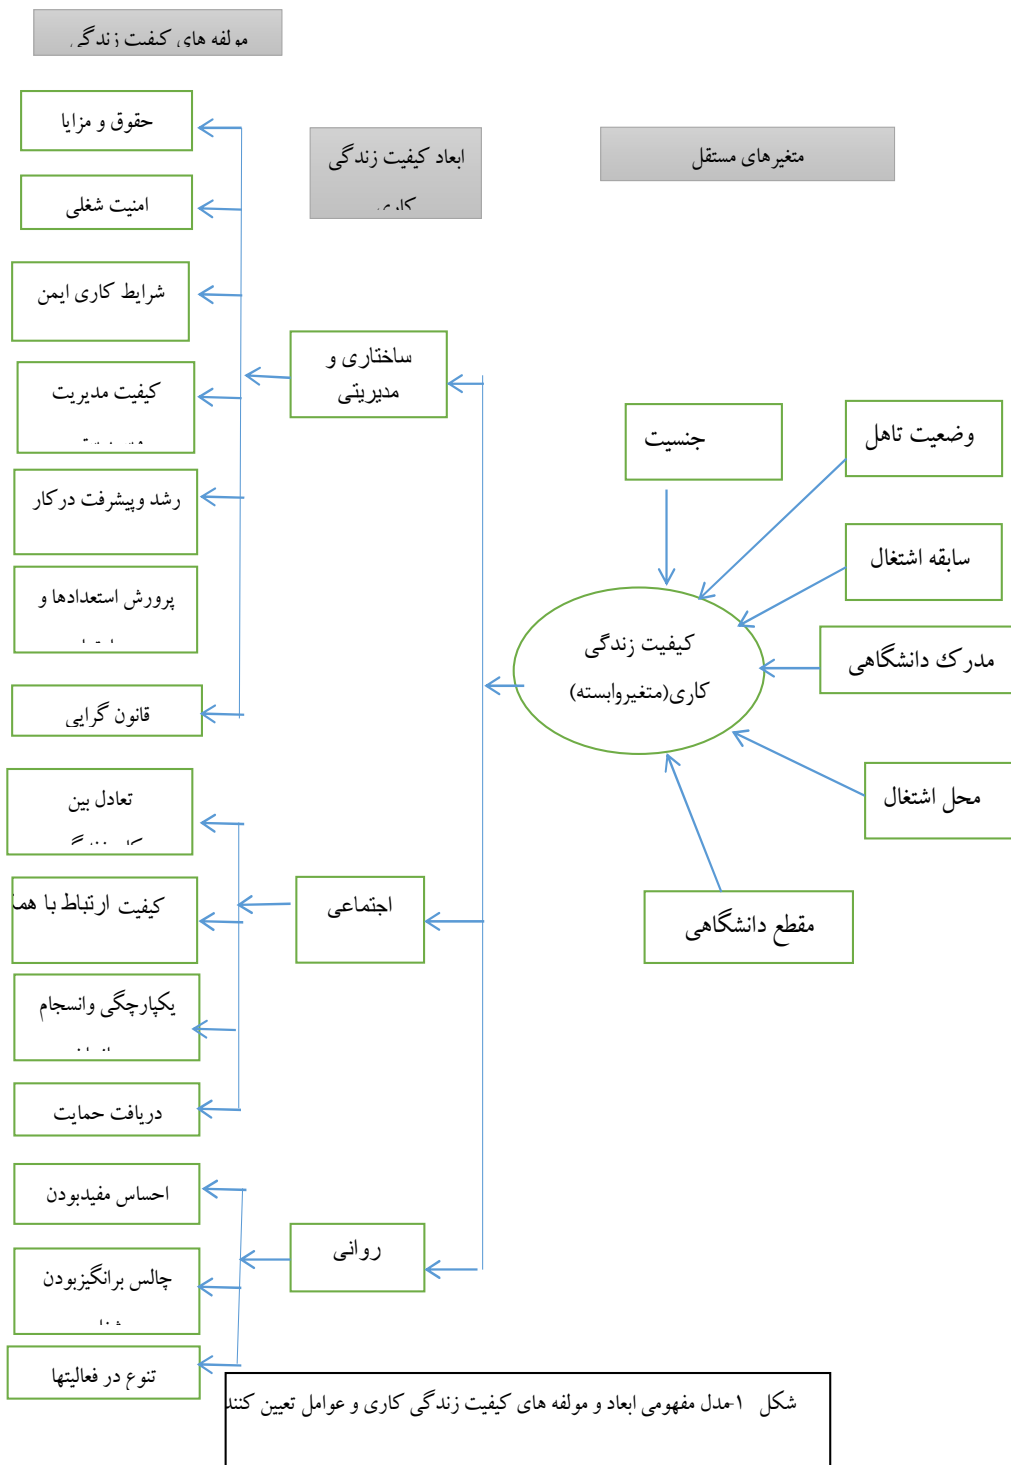 مولفه های کیفیت زندگی
متغیرهای مستقل
ابعاد کیفیت زندگی
کاری
جنسیت
وضعیت تاهل
سابقه اشتغال
مدرک دانشگاهی
محل اشتغال
مقطع دانشگاهی
کیفیت زندگی
کاری(متغیروابسته)
ساختاری و
مدیریتی
حقوق و مزایا
امنیت شغلی
شرایط کاری ایمن
کیفیت مدیریت
رشد وپیشرفت درکار
پرورش استعدادها و
قانون گرایی
اجتماعی
تعادل بین
کیفیت ارتباط با
یکپارچگی وانسجام
دریافت حمایت
روانی
احساس مفیدبودن
چالس برانگیزبودن
تنوع در فعالیتها
شکل ۱-مدل مفهومی ابعاد و مولفه های کیفیت زندگی کاری و عوامل تعیین